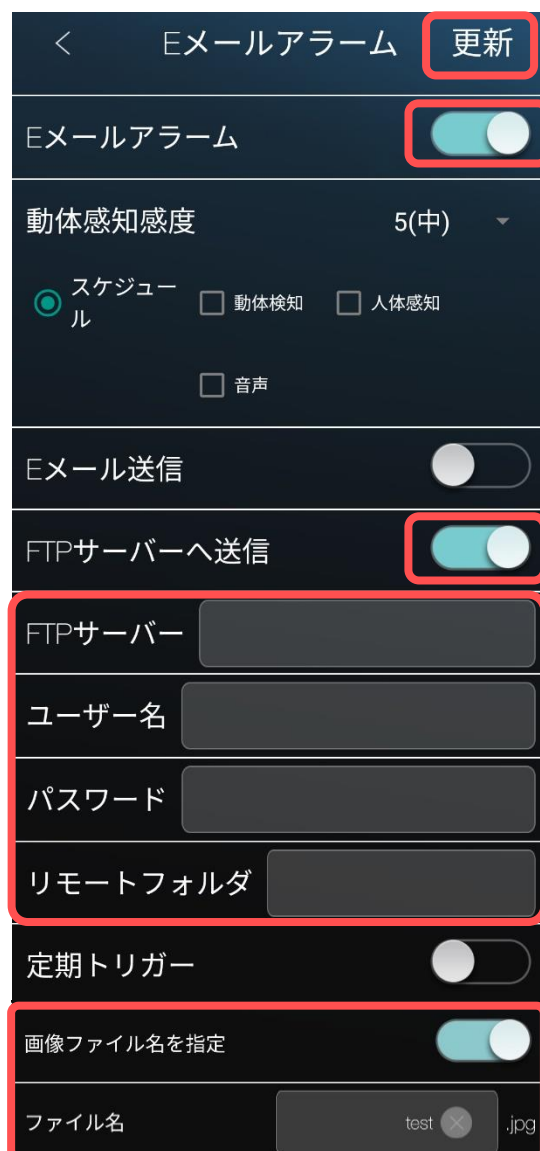 Eメールアラーム 更新
Eメールアラーム
動体感知感度 5(中)
スケジュー
ル
動体検知 人体感知
音声
Eメール送信
FTPサーバーへ送信
FTPサーバー
ユーザー名
パスワード
リモートフォルダ
定期トリガー
画像ファイル名を指定
ファイル名 test .jpg